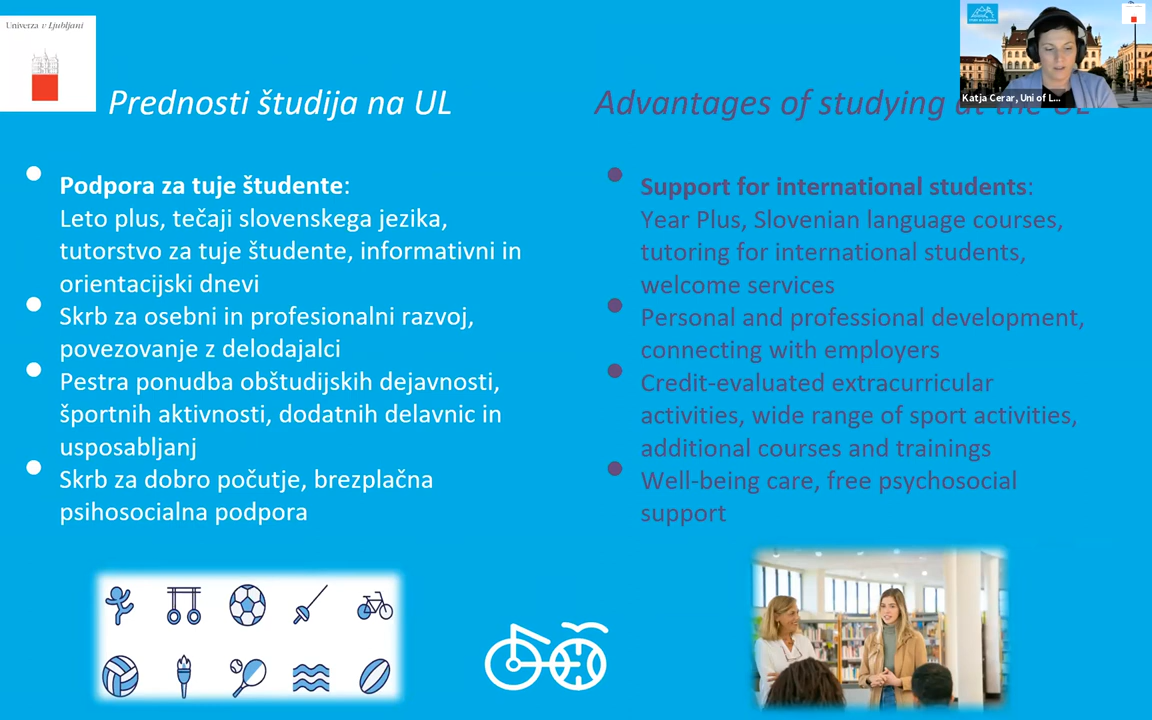 Univerza v Ljubljani
Prednosti študija na UL
Podpora za tuje študente:
Leto plus, tečaji slovenskega jezika,
tutorstvo za tuje študente, informativni in
orientacijski dnevi
Skrb za osebni in profesionalni razvoj,
povezovanje z delodajalci
Pestra ponudba obštudijskih dejavnosti,
športnih aktivnosti, dodatnih delavnic in
usposabljanj
Skrb za dobro počutje, brezplačna
psihosocialna podpora
Advantages of studying at the UL
Support for international students:
Year Plus, Slovenian language courses,
tutoring for international students,
welcome services
Personal and professional development,
connecting with employers
Credit-evaluated extracurricular
activities, wide range of sport activities,
additional courses and trainings
Well-being care, free psychosocial
support
Katja Cerar, Uni of L...